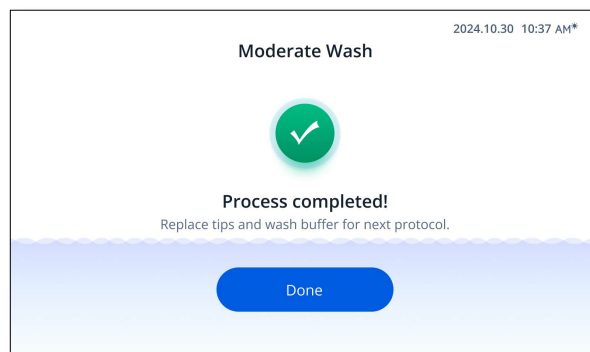 2024.10.30 10:37 AM*
Moderate Wash
Process completed!
Replace tips and wash buffer for next protocol.
Done